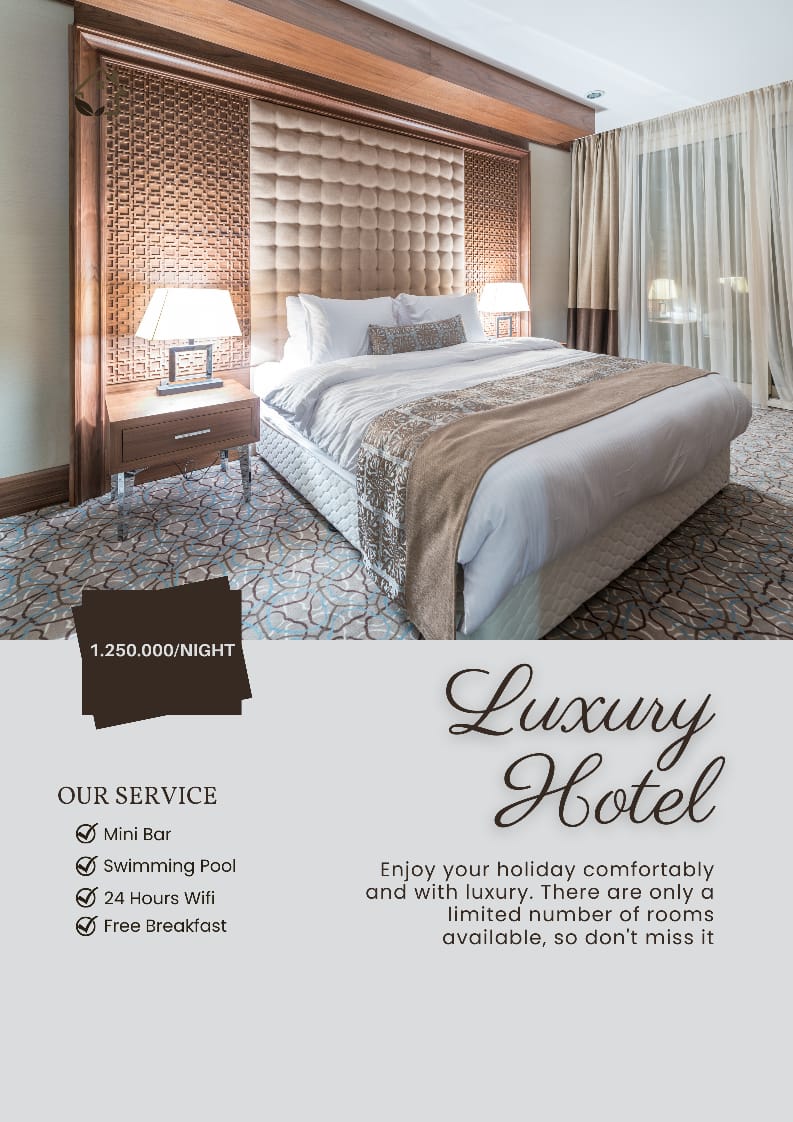 1.250.000/NIGHT
Luxury
Hotel
OUR SERVICE
Mini Bar
Swimming Pool
24 Hours Wifi
Free Breakfast
Enjoy your holiday comfortably
and with luxury. There are only a
limited number of rooms
available, so don't miss it